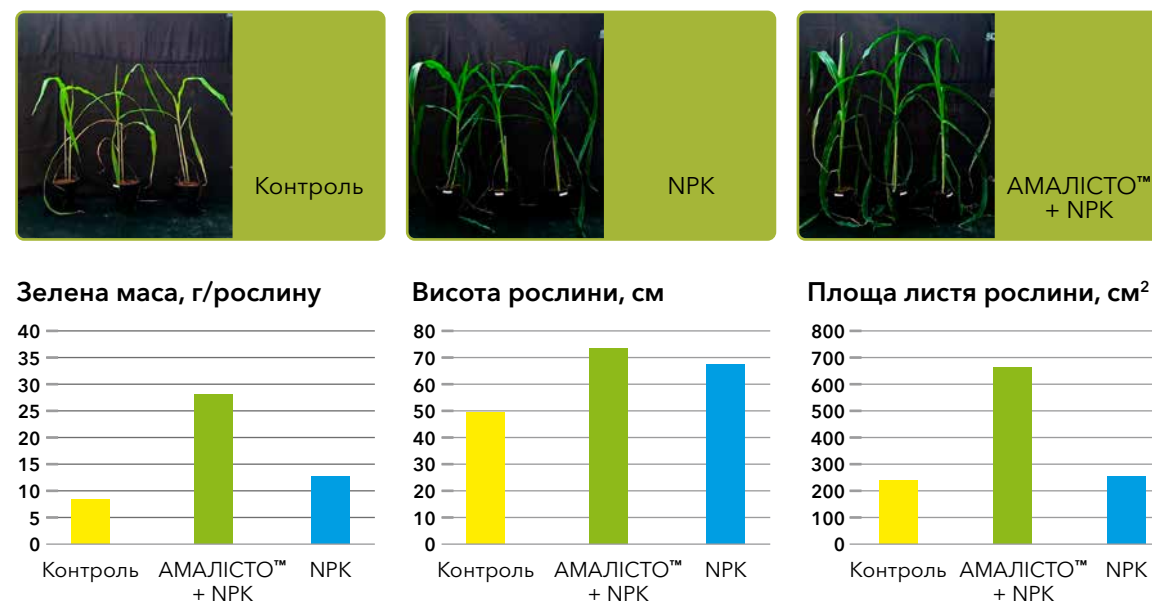 Контроль
NPK
АМАЛІСТО™
+ NPK
Зелена маса, г/рослину
40
35
30
25
20
15
10
5
0
Контроль АМАЛІСТО™ NPK
+ NPK
Висота рослини, см
80
70
60
50
40
30
20
10
0
Контроль АМАЛІСТО™ NPK
+ NPK
Площа листя рослини, см²
800
700
600
500
400
300
200
100
0
Контроль АМАЛІСТО™ NPK
+ NPK